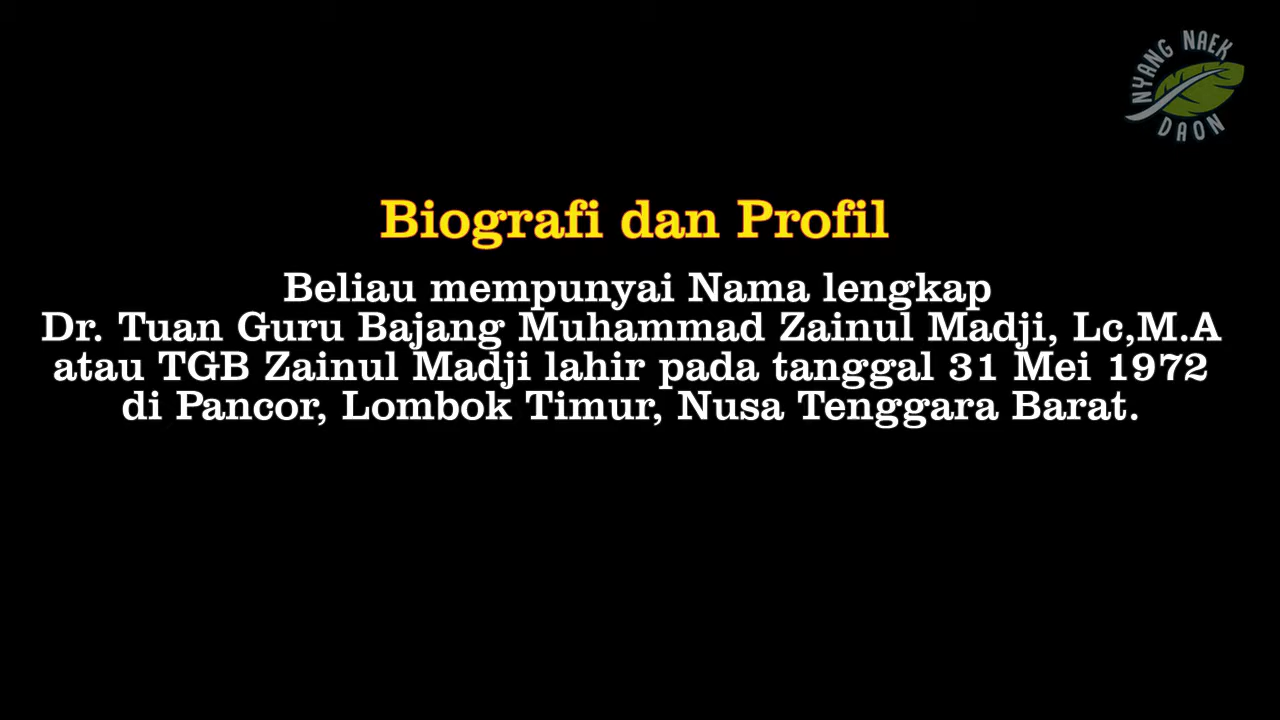 NYANG NAEK
DAON
Biografi dan Profil
Beliau mempunyai Nama lengkap
Dr. Tuan Guru Bajang Muhammad Zainul Madji, Lc,M.A
atau TGB Zainul Madji lahir pada tanggal 31 Mei 1972
di Pancor, Lombok Timur, Nusa Tenggara Barat.